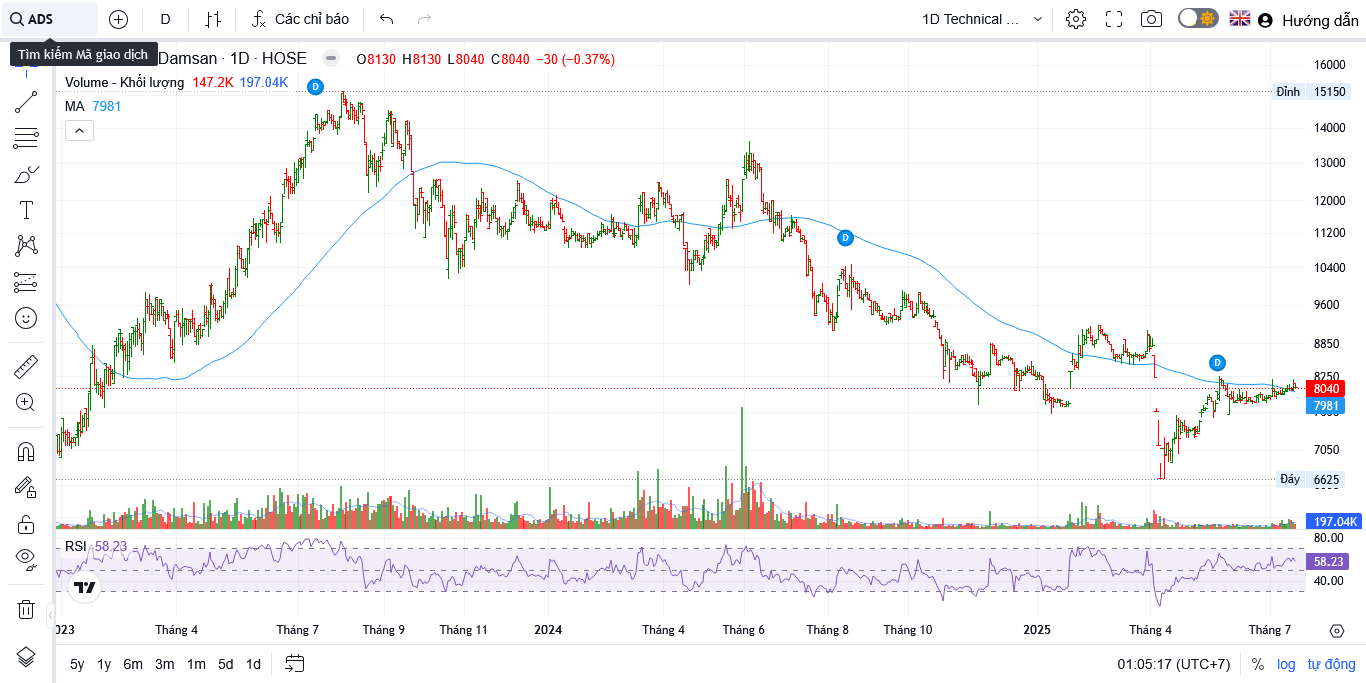 ADS
D
Các chỉ báo
1D Technical ...
Hướng dẫn
Tìm kiếm Mã giao dịch
Damsan · 1D · HOSE
O8130 H8130 L8040 C8040 −30 (−0.37%)
Volume - Khối lượng 147.2K 197.04K
MA 7981
D
D
D
16000
Đỉnh 15150
14000
13000
12000
11200
10400
9600
8850
8250
8040
7981
7050
Đáy 6625
197.04K
RSI 58.23
80.00
58.23
40.00
023
Tháng 4
Tháng 7
Tháng 9
Tháng 11
2024
Tháng 4
Tháng 6
Tháng 8
Tháng 10
2025
Tháng 4
Tháng 7
5y 1y 6m 3m 1m 5d 1d
01:05:17 (UTC+7) % log tự động